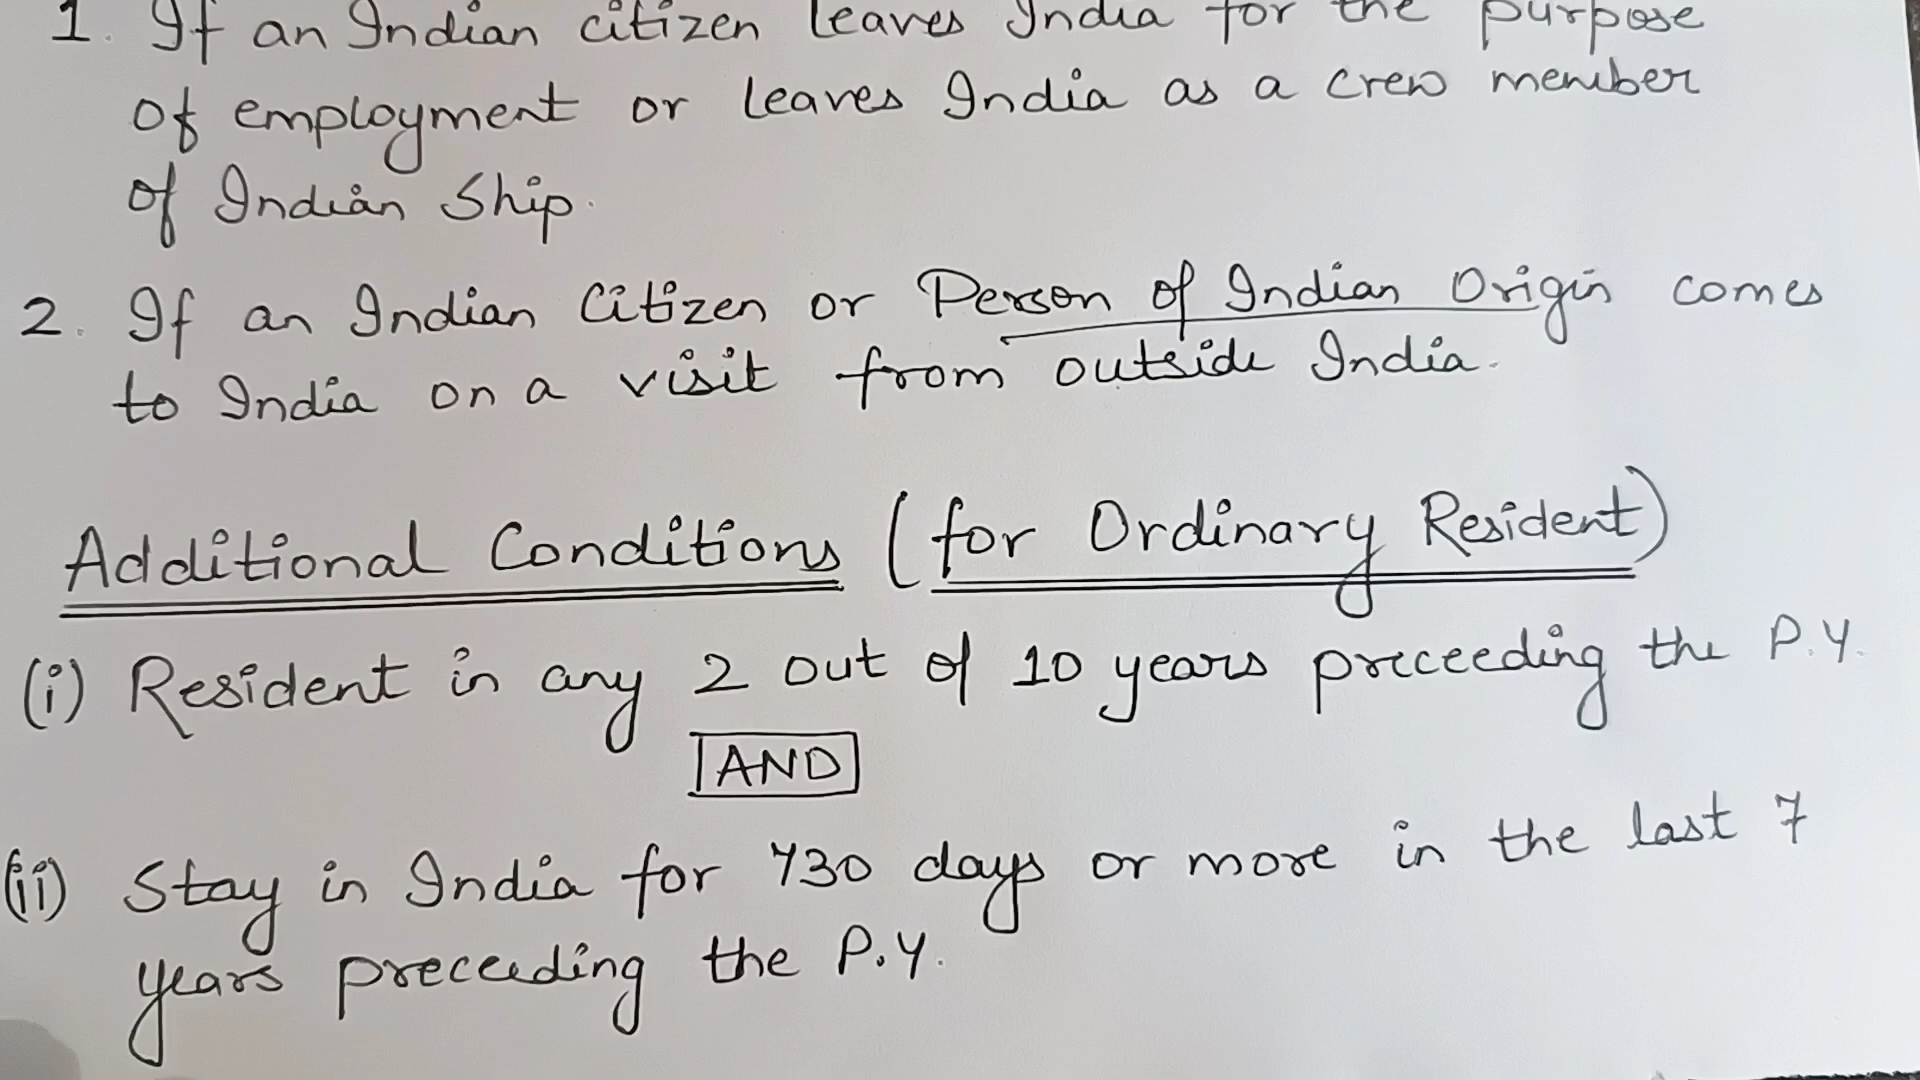 1. If an Indian citizen leaves India for the purpose
of employment or leaves India as a crew member
of Indian Ship.
2. If an Indian Citizen or Person of Indian Origin comes
to India on a visit from outside India.
Additional Conditions (for Ordinary Resident)
(i) Resident in any 2 out of 10 years preceeding the P.Y.
AND
(ii) Stay in India for 730 days or more in the last 7
years preceeding the P.Y.